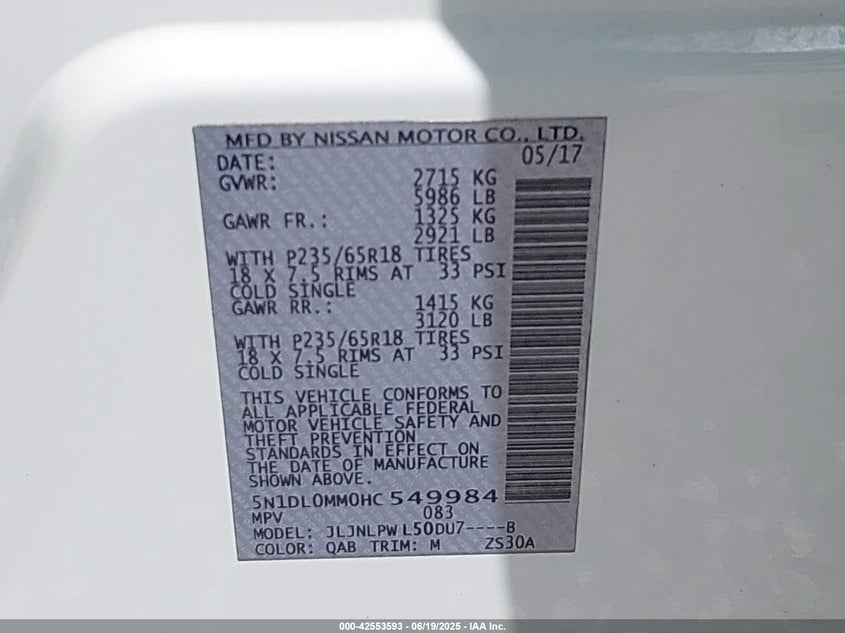 MFD BY NISSAN MOTOR CO., LTD.
DATE: 05/17
GVWR: 2715 KG
5986 LB
GAWR FR.: 1325 KG
2921 LB
WITH P235/65R18 TIRES
18 X 7.5 RIMS AT 33 PSI
COLD SINGLE
GAWR RR.: 1415 KG
3120 LB
WITH P235/65R18 TIRES
18 X 7.5 RIMS AT 33 PSI
COLD SINGLE
THIS VEHICLE CONFORMS TO
ALL APPLICABLE FEDERAL
MOTOR VEHICLE SAFETY AND
THEFT PREVENTION
STANDARDS IN EFFECT ON
THE DATE OF MANUFACTURE
SHOWN ABOVE.
5N1DL0MM0HC 549984
MPV 083
MODEL: JLJNLPW L50DU7----B
COLOR: QAB TRIM: M ZS30A
000-42553593 - 06/19/2025 - IAA Inc.